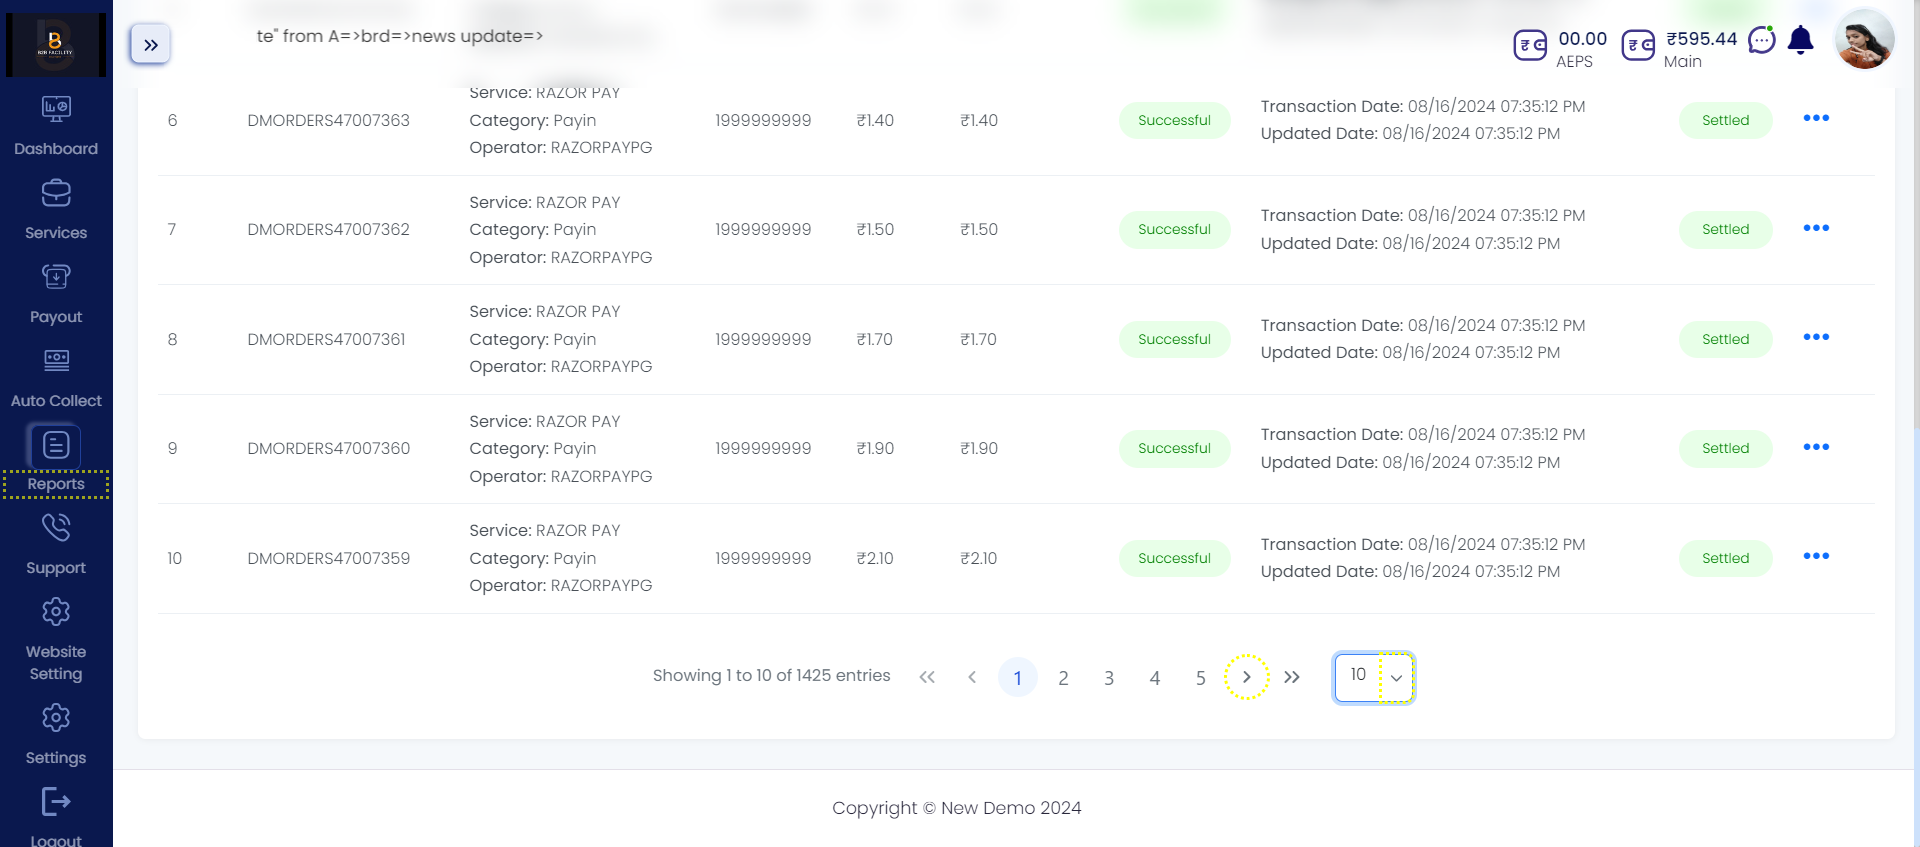 B2B FACILITY
te" from A=>brd=>news update=>
00.00
AEPS
₹595.44
Main
Dashboard
Services
Payout
Auto Collect
Reports
Support
Website
Setting
Settings
Logout
Service: RAZOR PAY
6 DMORDERS47007363 Category: Payin 1999999999 ₹1.40 ₹1.40 Successful Transaction Date: 08/16/2024 07:35:12 PM Settled
Operator: RAZORPAYPG Updated Date: 08/16/2024 07:35:12 PM
Service: RAZOR PAY
7 DMORDERS47007362 Category: Payin 1999999999 ₹1.50 ₹1.50 Successful Transaction Date: 08/16/2024 07:35:12 PM Settled
Operator: RAZORPAYPG Updated Date: 08/16/2024 07:35:12 PM
Service: RAZOR PAY
8 DMORDERS47007361 Category: Payin 1999999999 ₹1.70 ₹1.70 Successful Transaction Date: 08/16/2024 07:35:12 PM Settled
Operator: RAZORPAYPG Updated Date: 08/16/2024 07:35:12 PM
Service: RAZOR PAY
9 DMORDERS47007360 Category: Payin 1999999999 ₹1.90 ₹1.90 Successful Transaction Date: 08/16/2024 07:35:12 PM Settled
Operator: RAZORPAYPG Updated Date: 08/16/2024 07:35:12 PM
Service: RAZOR PAY
10 DMORDERS47007359 Category: Payin 1999999999 ₹2.10 ₹2.10 Successful Transaction Date: 08/16/2024 07:35:12 PM Settled
Operator: RAZORPAYPG Updated Date: 08/16/2024 07:35:12 PM
Showing 1 to 10 of 1425 entries « ‹ 1 2 3 4 5 › » 10
Copyright © New Demo 2024